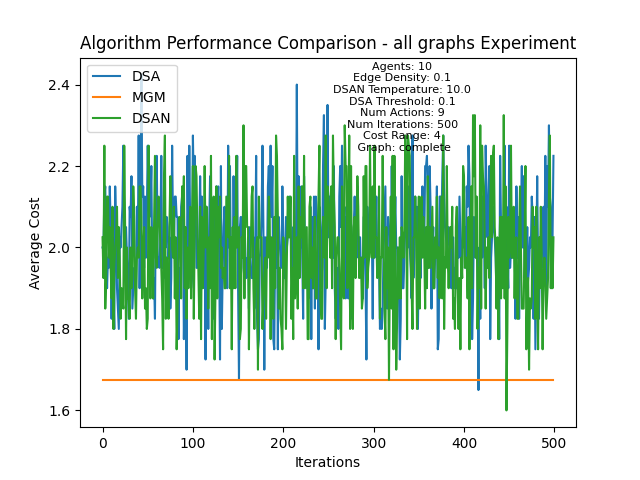 Algorithm Performance Comparison - all graphs Experiment
DSA
MGM
DSAN
Agents: 10
Edge Density: 0.1
DSAN Temperature: 10.0
DSA Threshold: 0.1
Num Actions: 9
Num Iterations: 500
Cost Range: 4
Graph: complete
Average Cost
2.4
2.2
2.0
1.8
1.6
0 100 200 300 400 500
Iterations